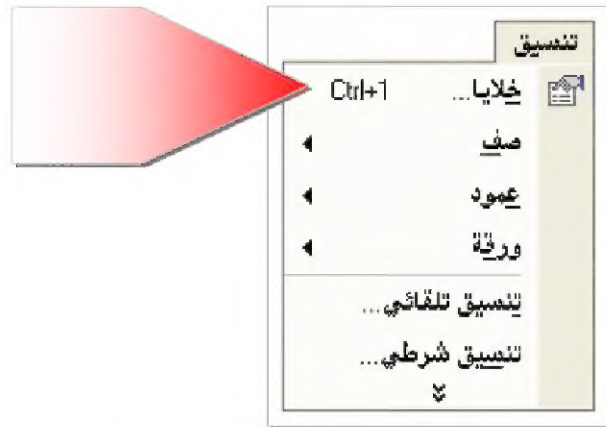 تنسيق
خلايا... Ctrl+1
صف
عمود
ورقة
تنسيق تلقائي...
تنسيق شرطي...